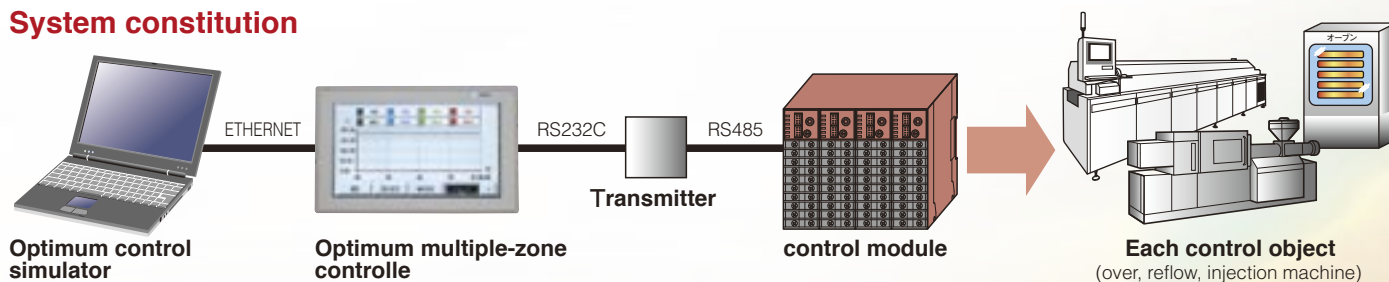 System constitution
オーブン
ETHERNET
RS232C
RS485
Transmitter
Optimum control
simulator
Optimum multiple-zone
controlle
control module
Each control object
(over, reflow, injection machine)